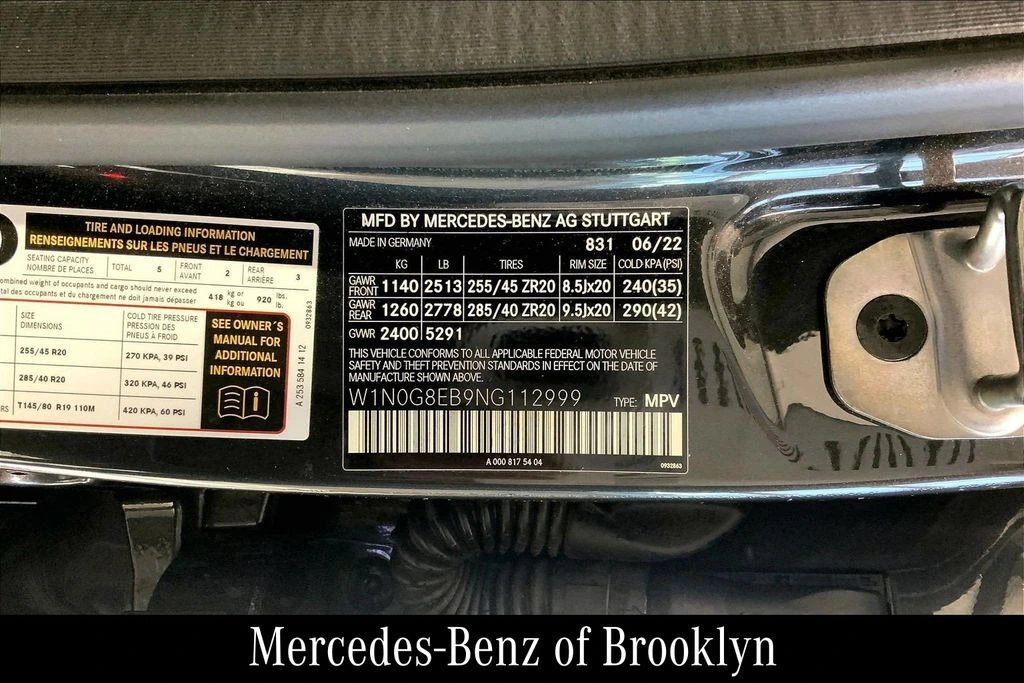 TIRE AND LOADING INFORMATION
RENSEIGNEMENTS SUR LES PNEUS ET LE CHARGEMENT
SEATING CAPACITY TOTAL 5 FRONT 2 REAR 3
NOMBRE DE PLACES AVANT ARRIÈRE
combined weight of occupants and cargo should never exceed 418 kg or 920 lbs.
total des occupants et du chargement ne doit jamais dépasser kg ou lb.
SIZE COLD TIRE PRESSURE
DIMENSIONS PRESSION DES
PNEUS À FROID
255/45 R20 270 KPA, 39 PSI
285/40 R20 320 KPA, 46 PSI
T145/80 R19 110M 420 KPA, 60 PSI
SEE OWNER´S
MANUAL FOR
ADDITIONAL
INFORMATION
0932863
A 253 584 14 12
MFD BY MERCEDES-BENZ AG STUTTGART
MADE IN GERMANY 831 06/22
KG LB TIRES RIM SIZE COLD KPA (PSI)
GAWR FRONT 1140 2513 255/45 ZR20 8.5Jx20 240(35)
GAWR REAR 1260 2778 285/40 ZR20 9.5Jx20 290(42)
GWR 2400 5291
THIS VEHICLE CONFORMS TO ALL APPLICABLE FEDERAL MOTOR VEHICLE
SAFETY AND THEFT PREVENTION STANDARDS IN EFFECT ON THE DATE OF
MANUFACTURE SHOWN ABOVE.
W1N0G8EB9NG112999 TYPE: MPV
A 000 817 54 04 0932863
Mercedes-Benz of Brooklyn